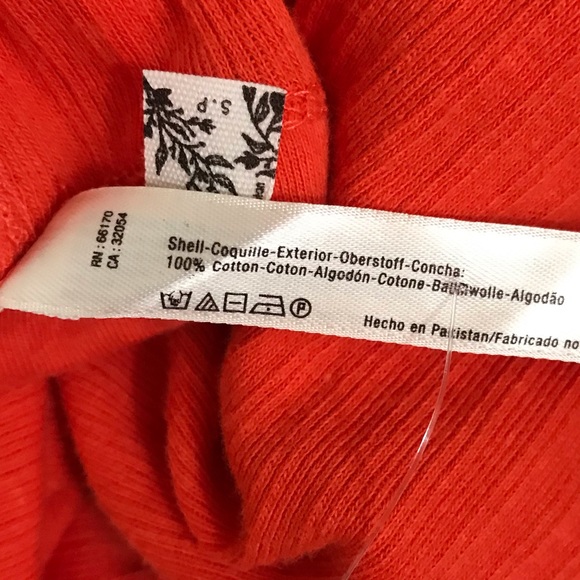 S.P
RN : 66170
CA : 32054
Shell-Coquille-Exterior-Oberstoff-Concha:
100% Cotton-Coton-Algodón-Cotone-Baumwolle-Algodão
Hecho en Pakistan/Fabricado no